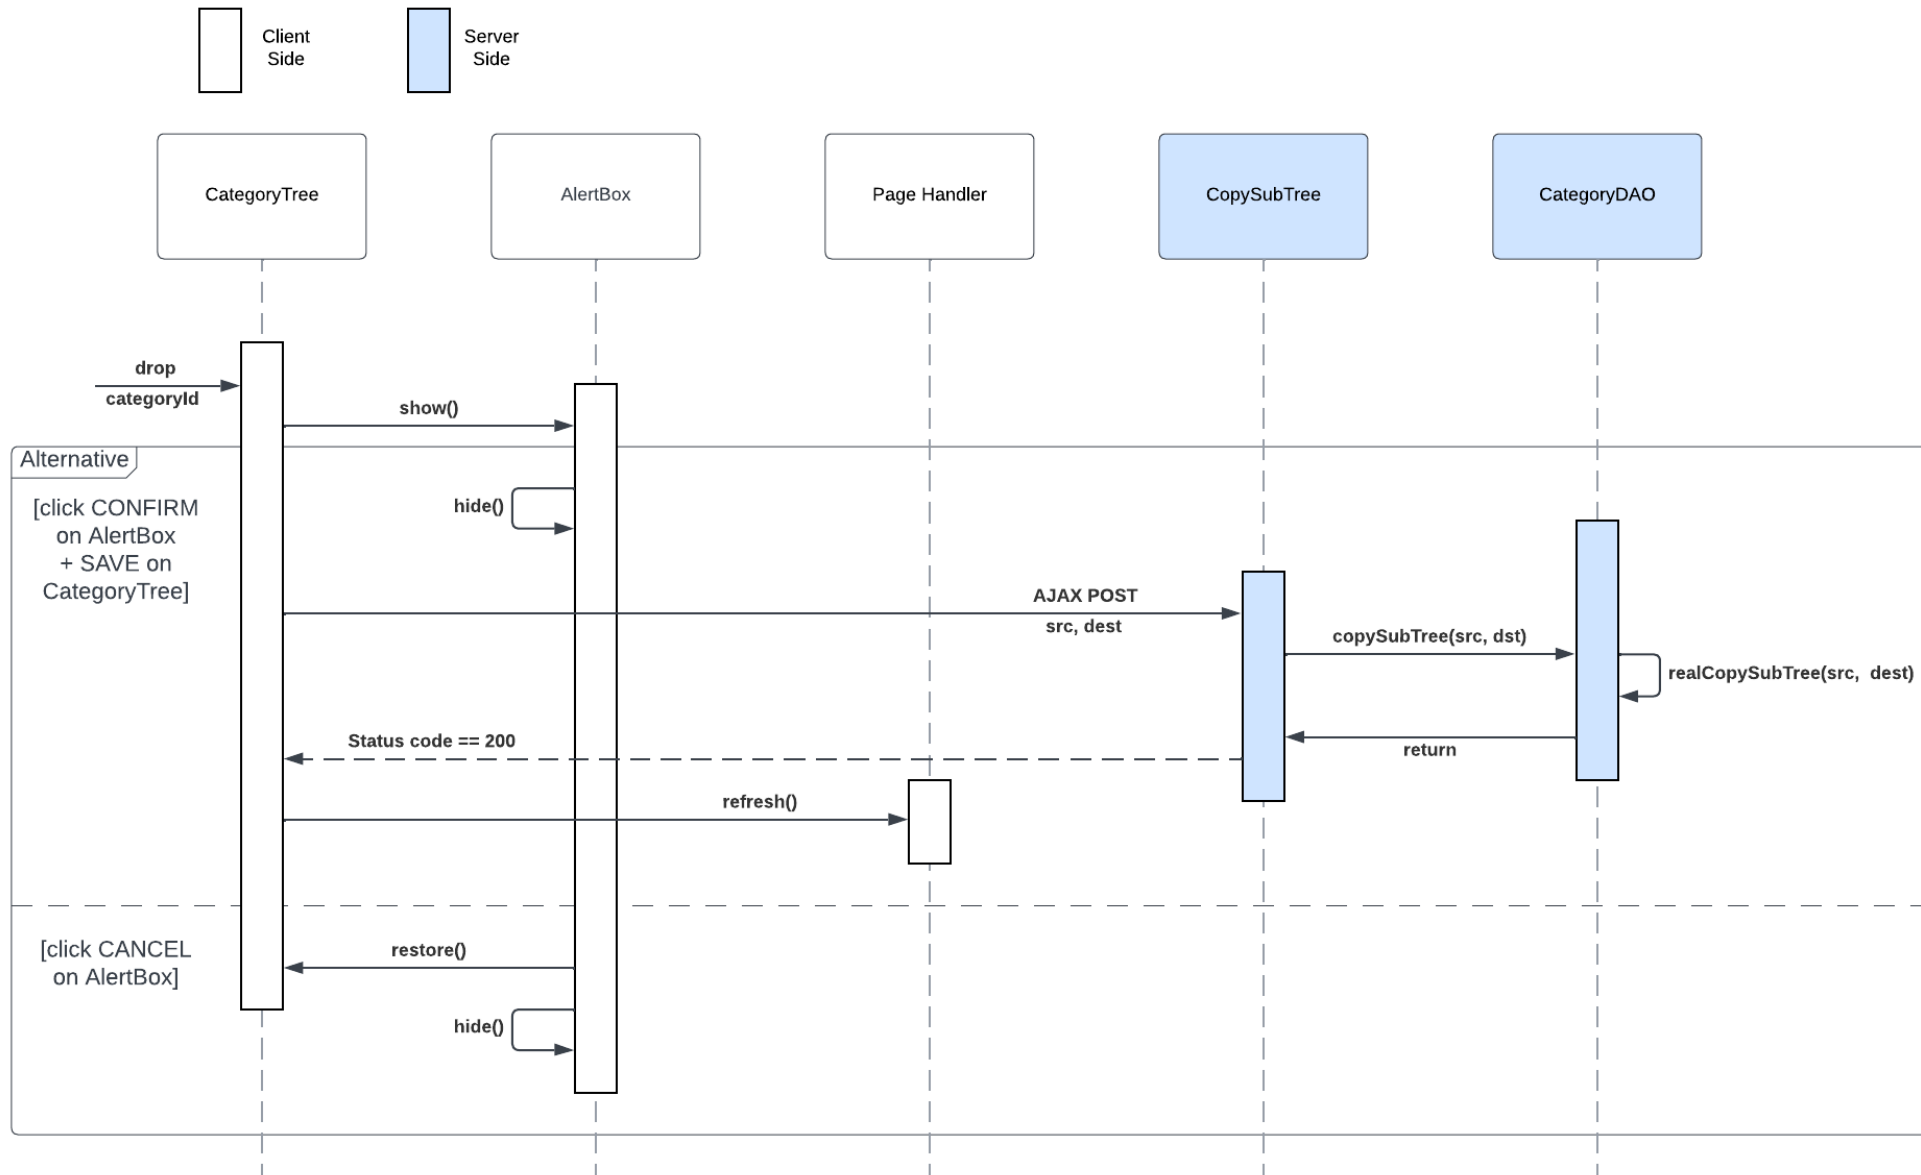 Client
Side
Server
Side
CategoryTree
AlertBox
Page Handler
CopySubTree
CategoryDAO
drop
categoryId
show()
Alternative
[click CONFIRM
on AlertBox
+ SAVE on
CategoryTree]
hide()
AJAX POST
src, dest
copySubTree(src, dst)
realCopySubTree(src, dest)
return
Status code == 200
refresh()
[click CANCEL
on AlertBox]
restore()
hide()